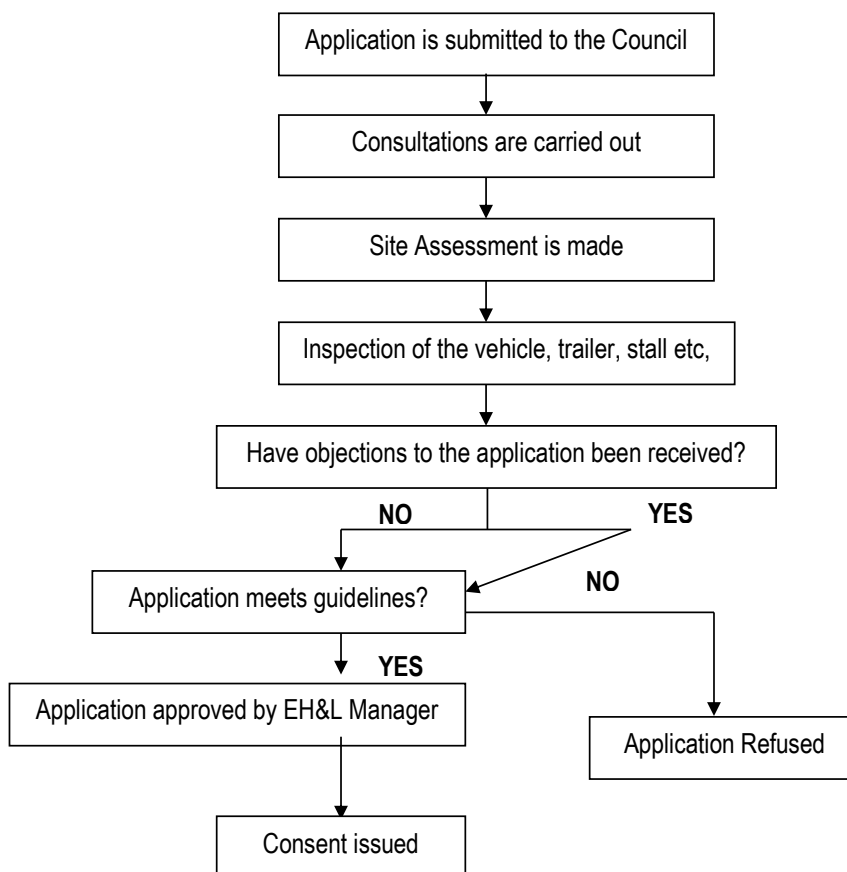 Application is submitted to the Council
Consultations are carried out
Site Assessment is made
Inspection of the vehicle, trailer, stall etc,
Have objections to the application been received?
NO
YES
Application meets guidelines?
NO
YES
Application approved by EH&L Manager
Application Refused
Consent issued